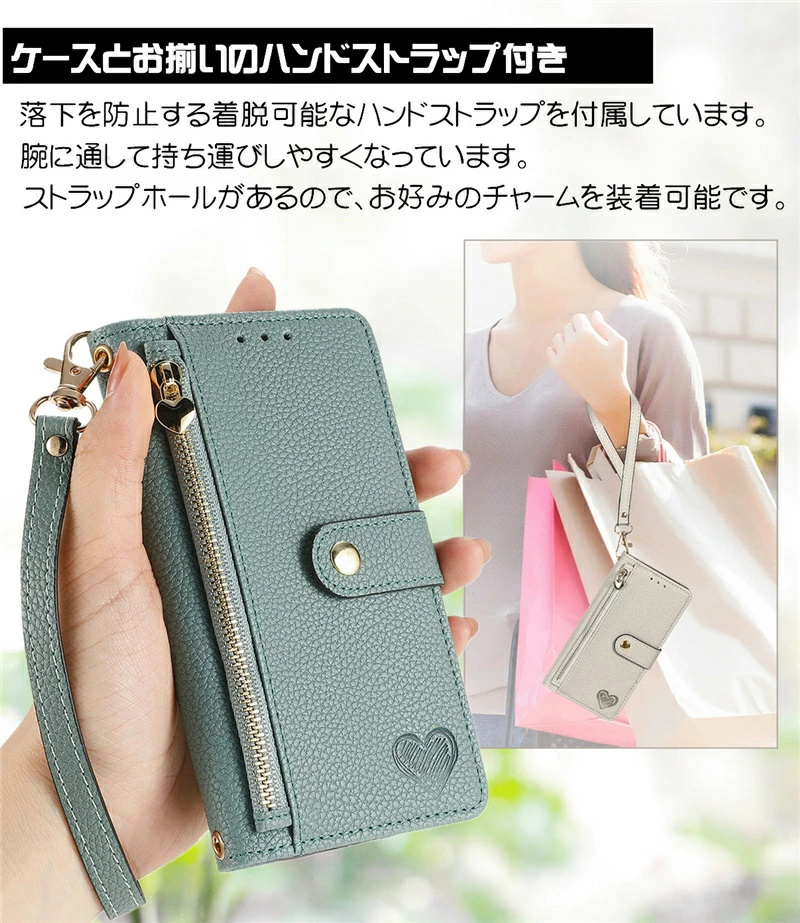 ケースとお揃いのハンドストラップ付き
落下を防止する着脱可能なハンドストラップを付属しています。
腕に通して持ち運びしやすくなっています。
ストラップホールがあるので、お好みのチャームを装着可能です。